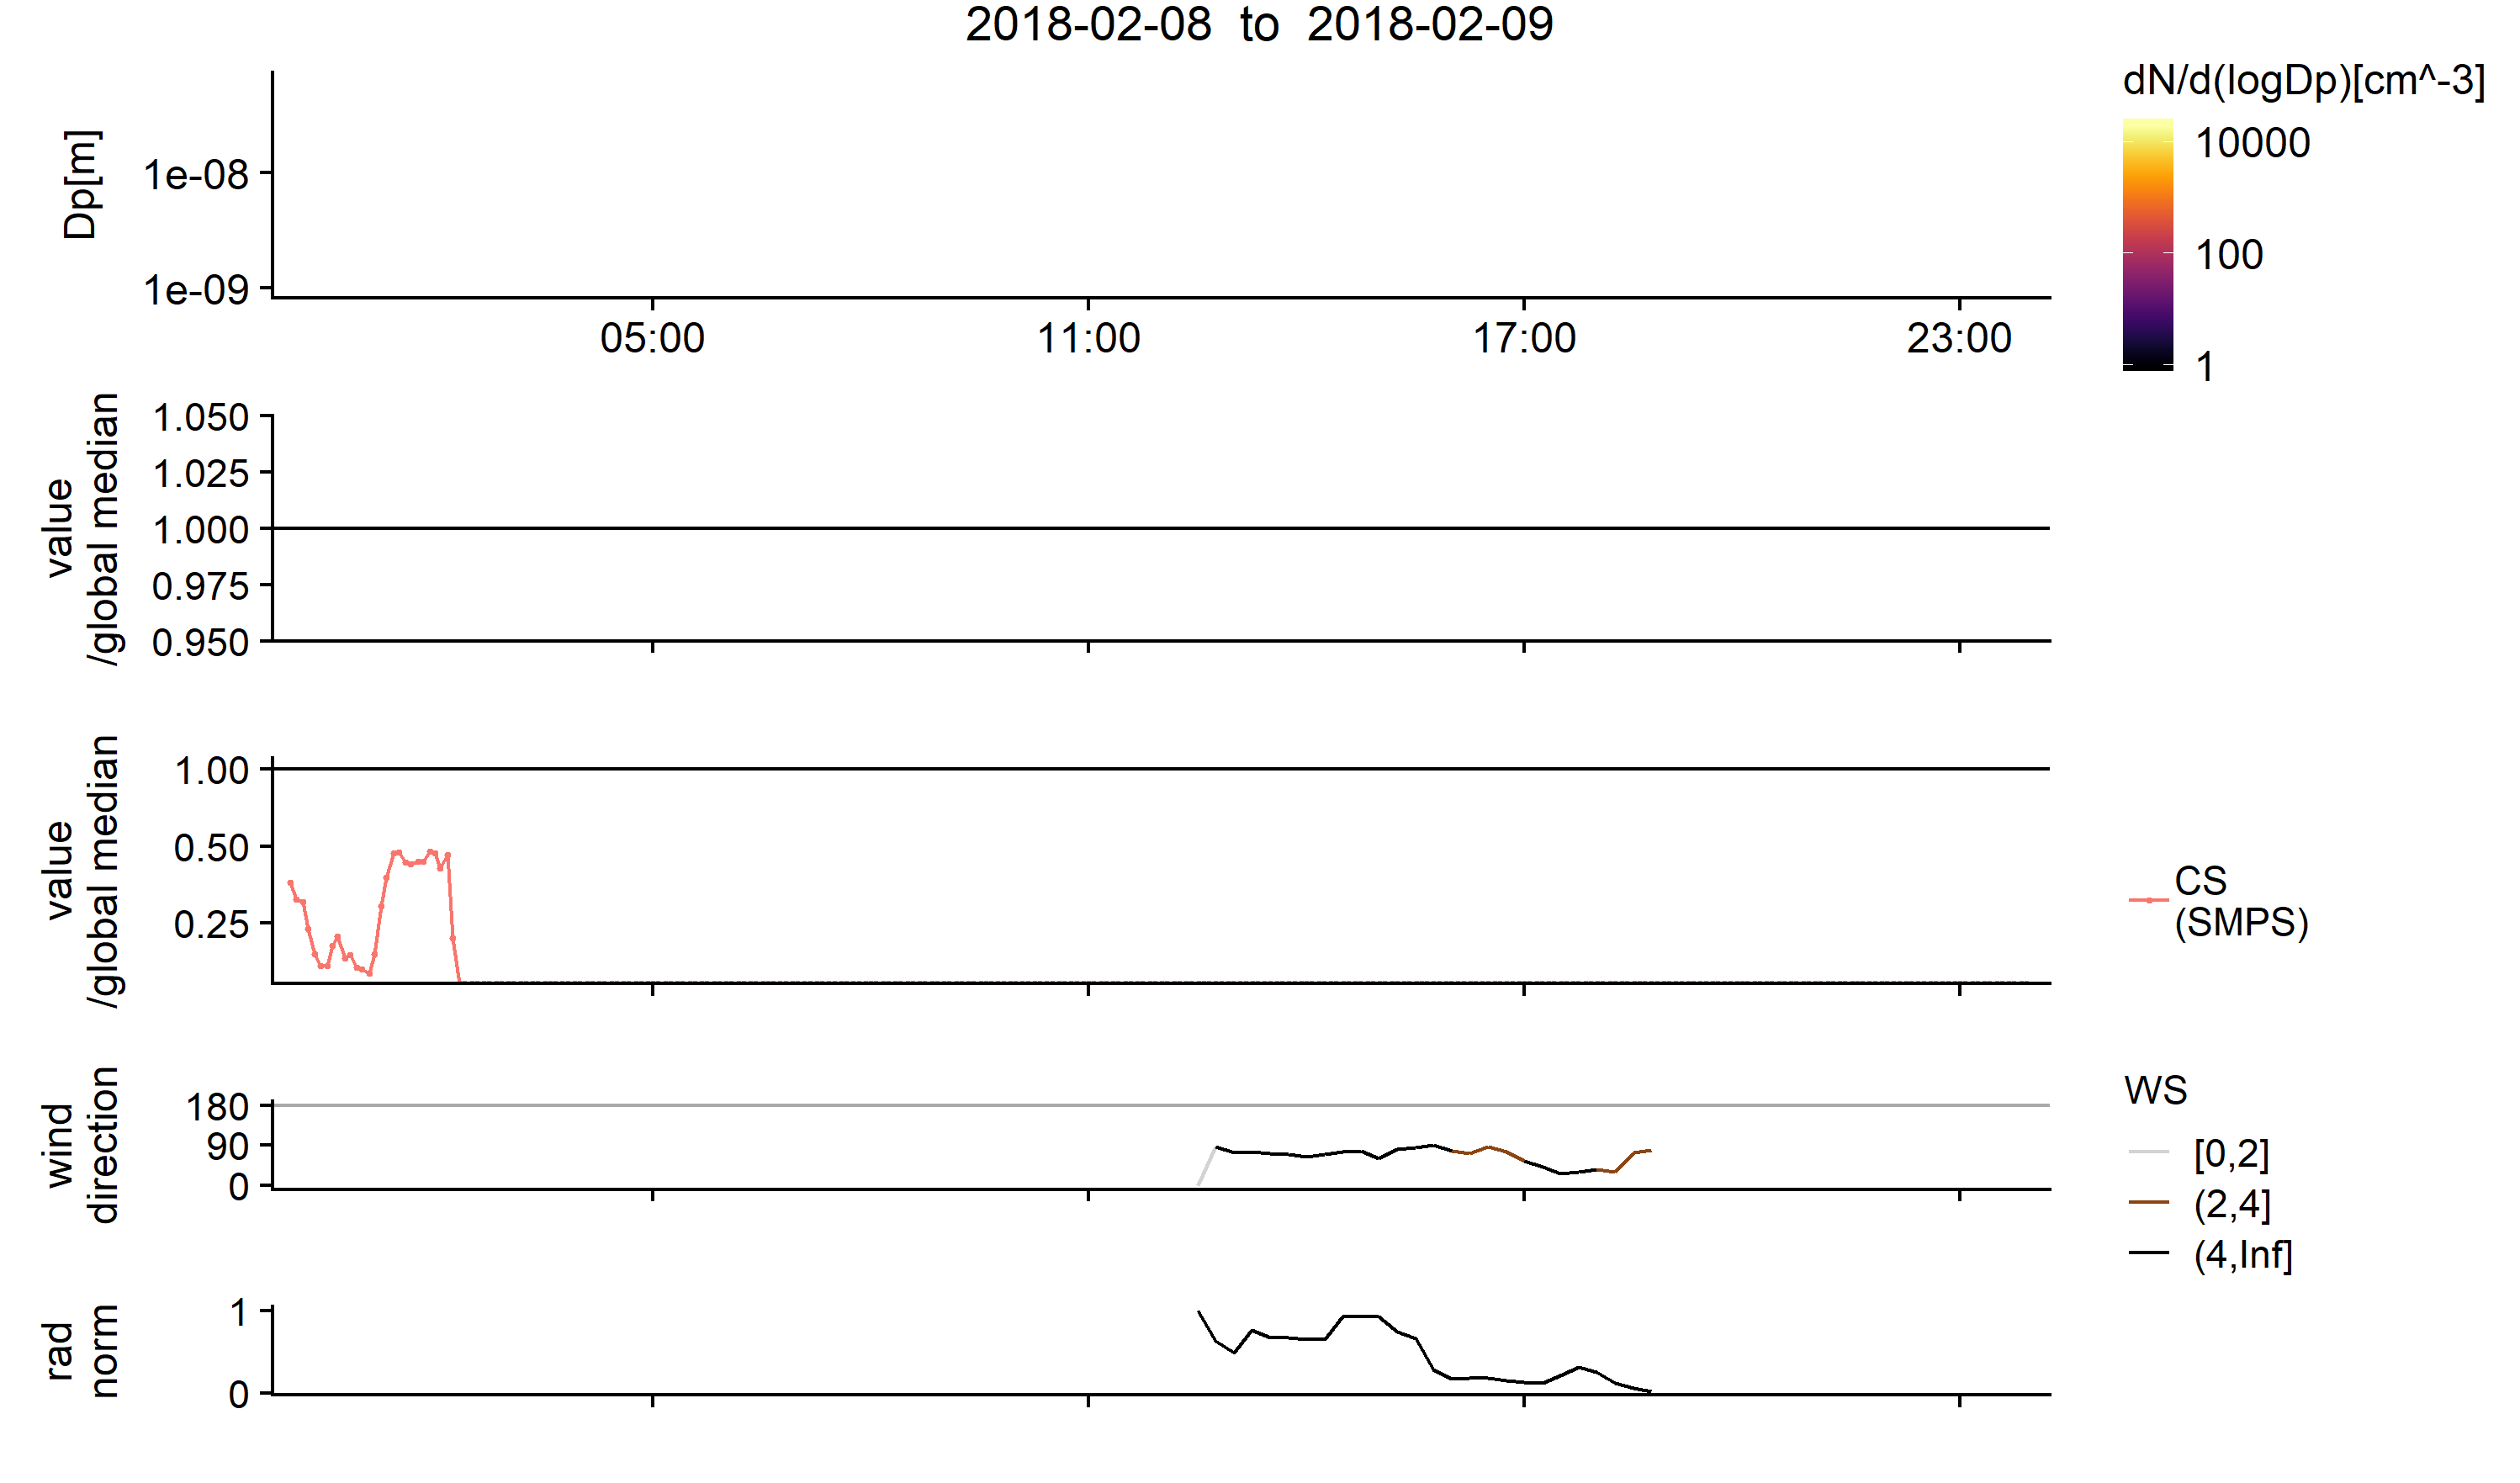 2018-02-08  to  2018-02-09
Dp[m]
1e-08
1e-09
05:00
11:00
17:00
23:00
dN/d(logDp)[cm^-3]
10000
100
1
value
/global median
1.050
1.025
1.000
0.975
0.950
value
/global median
1.00
0.50
0.25
CS
(SMPS)
wind
direction
180
90
0
WS
[0,2]
(2,4]
(4,Inf]
rad
norm
1
0